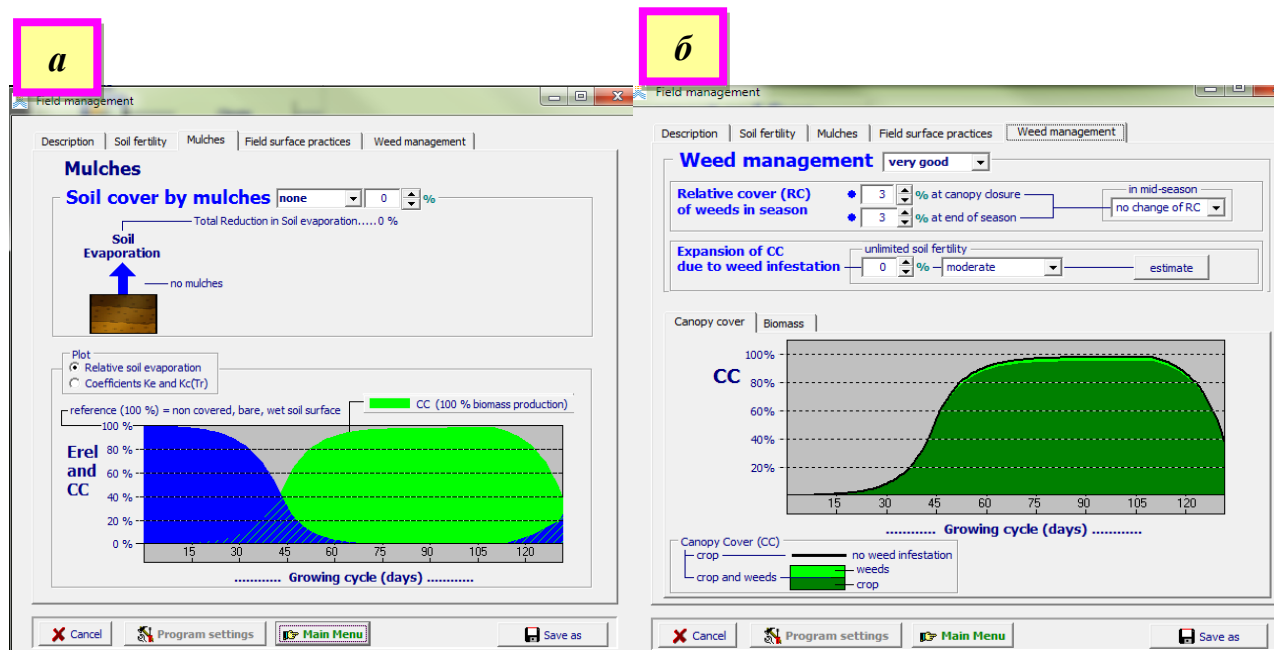 а
Field management
Description Soil fertility Mulches Field surface practices Weed management
Mulches
Soil cover by mulches none 0 %
Total Reduction in Soil evaporation.....0 %
Soil
Evaporation
no mulches
Plot
Relative soil evaporation
Coefficients Ke and Kc(Tr)
reference (100 %) = non covered, bare, wet soil surface
CC (100 % biomass production)
Erel
and
CC
100 %
80 %
60 %
40 %
20 %
0 %
15 30 45 60 75 90 105 120
............ Growing cycle (days) ............
Cancel Program settings Main Menu Save as
б
Field management
Description Soil fertility Mulches Field surface practices Weed management
Weed management very good
Relative cover (RC)
of weeds in season
3 % at canopy closure
3 % at end of season
in mid-season
no change of RC
Expansion of CC
due to weed infestation
unlimited soil fertility
0 % moderate estimate
Canopy cover Biomass
CC
100%
80%
60%
40%
20%
15 30 45 60 75 90 105 120
............ Growing cycle (days) ............
Canopy Cover (CC)
crop no weed infestation
crop and weeds weeds
crop
Cancel Program settings Main Menu Save as